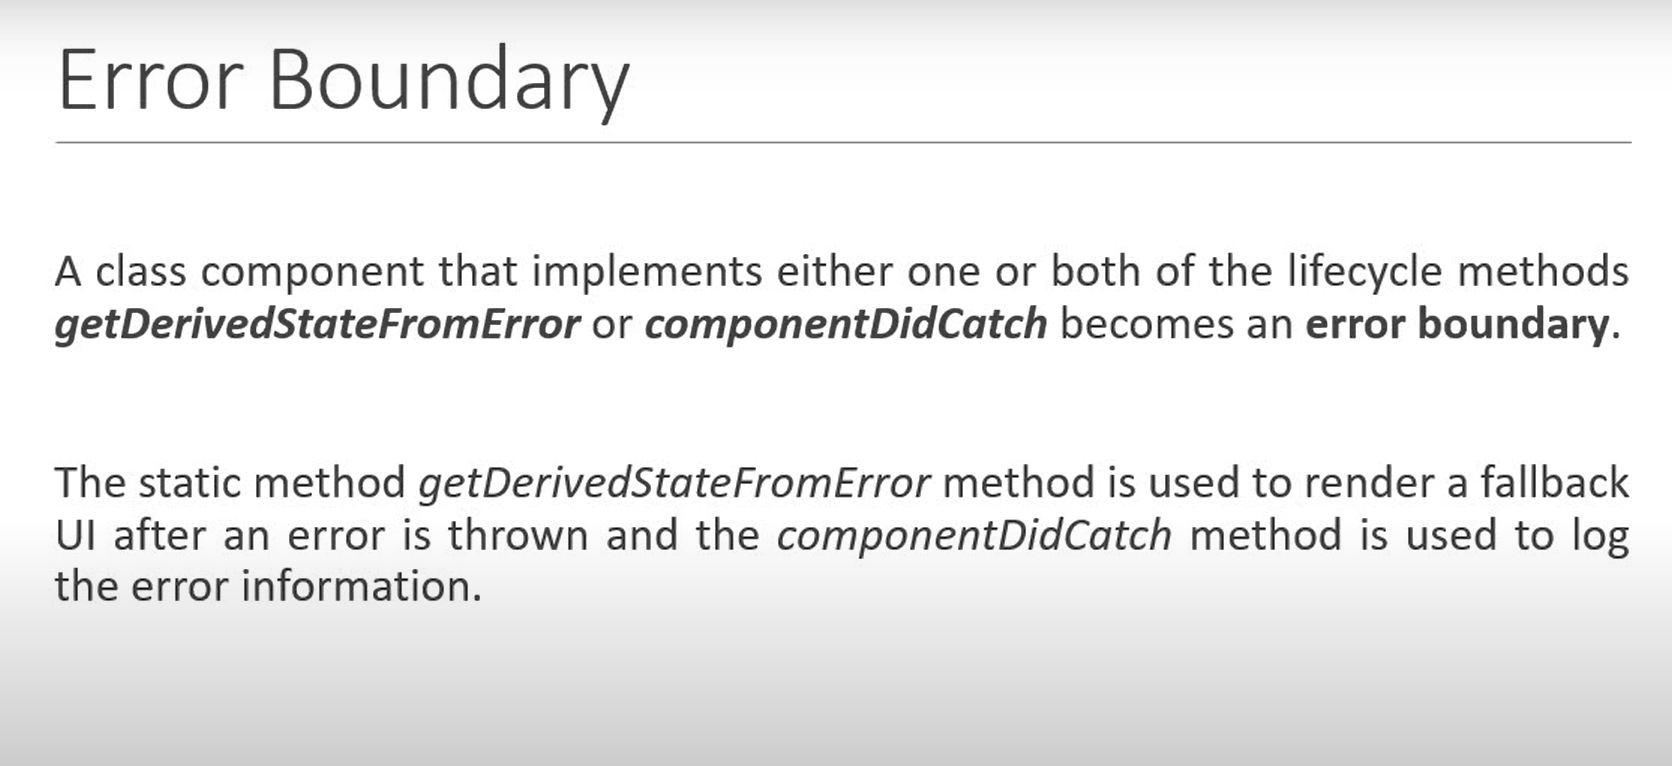 Error Boundary
A class component that implements either one or both of the lifecycle methods
getDerivedStateFromError or componentDidCatch becomes an error boundary.
The static method getDerivedStateFromError method is used to render a fallback
UI after an error is thrown and the componentDidCatch method is used to log
the error information.